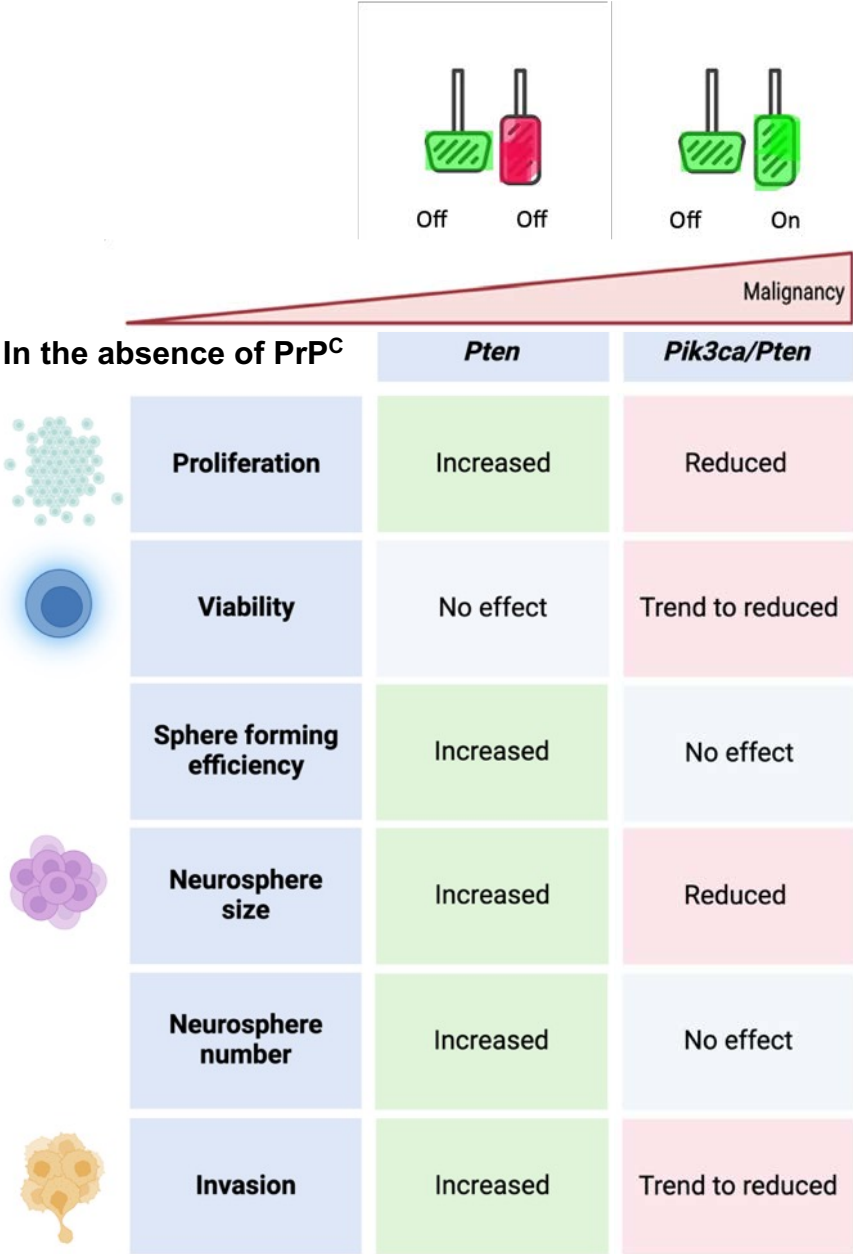 Off Off Off On
Malignancy
In the absence of PrPᶜ Pten Pik3ca/Pten
Proliferation Increased Reduced
Viability No effect Trend to reduced
Sphere forming
efficiency Increased No effect
Neurosphere
size Increased Reduced
Neurosphere
number Increased No effect
Invasion Increased Trend to reduced